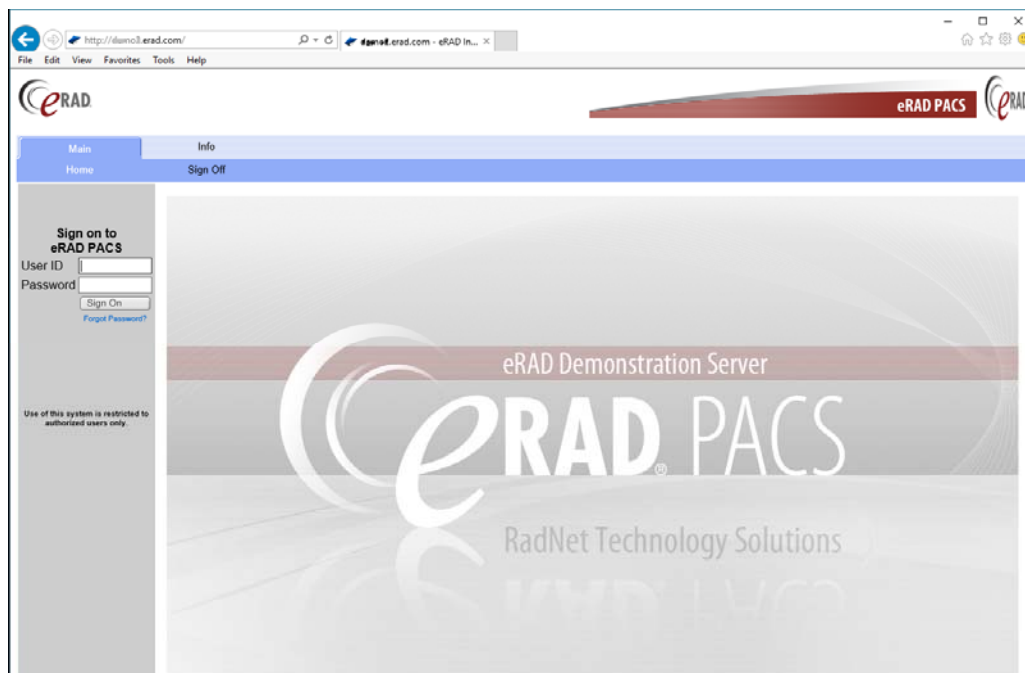 http://demo3.erad.com/
demo3.erad.com - eRAD In...
File Edit View Favorites Tools Help
eRAD
eRAD PACS
eRAD
Main Info
Home Sign Off
Sign on to
eRAD PACS
User ID
Password
Sign On
Forgot Password?
Use of this system is restricted to
authorized users only.
eRAD Demonstration Server
eRAD® PACS
RadNet Technology Solutions